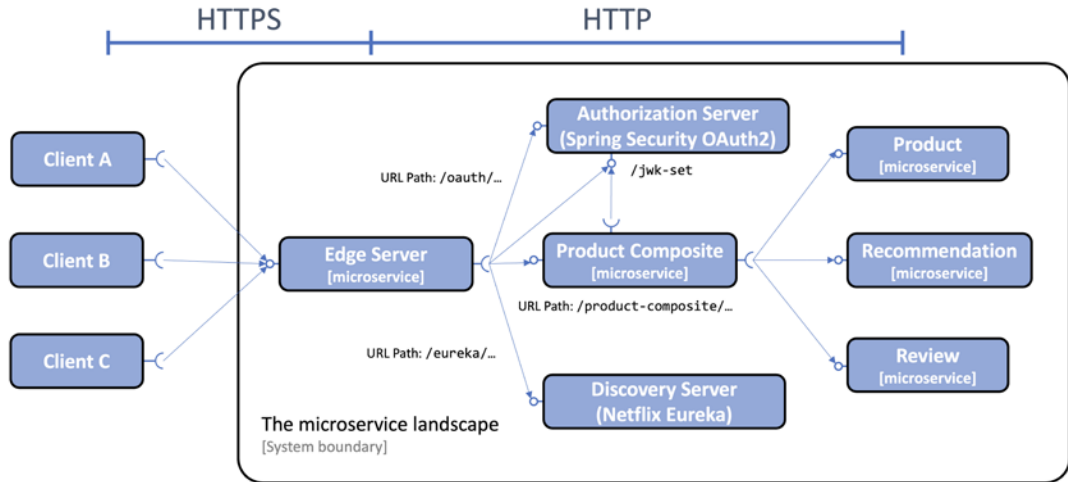 HTTPS
HTTP
Authorization Server
(Spring Security OAuth2)
Product
[microservice]
Client A
URL Path: /oauth/…
/jwk-set
Client B
Edge Server
[microservice]
Product Composite
[microservice]
Recommendation
[microservice]
URL Path: /product-composite/…
Client C
URL Path: /eureka/…
Review
[microservice]
Discovery Server
(Netflix Eureka)
The microservice landscape
[System boundary]